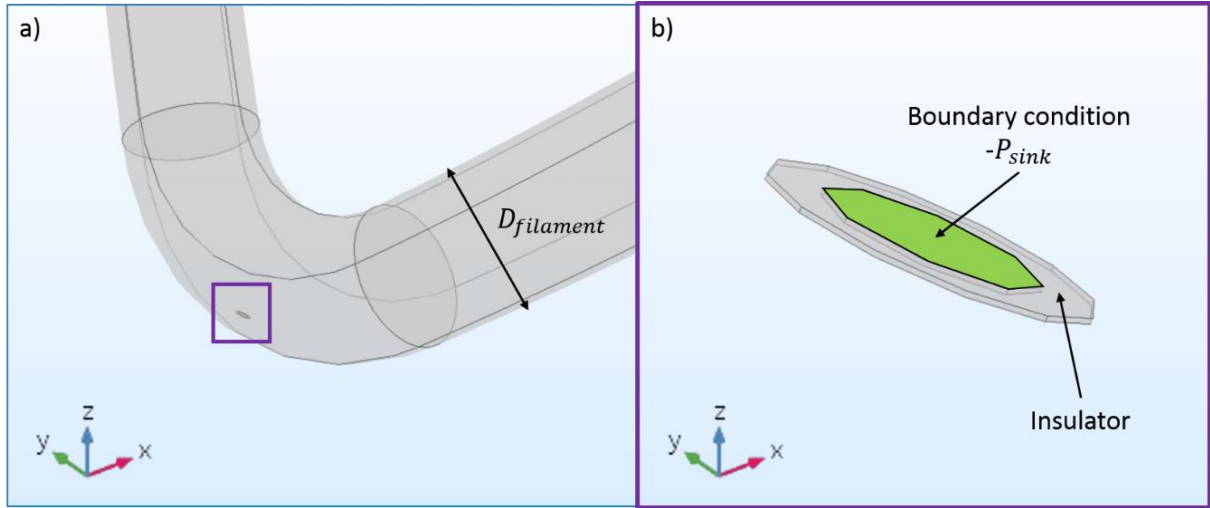 a)
D_filament
z
y
x
b)
Boundary condition
-P_sink
Insulator
z
y
x